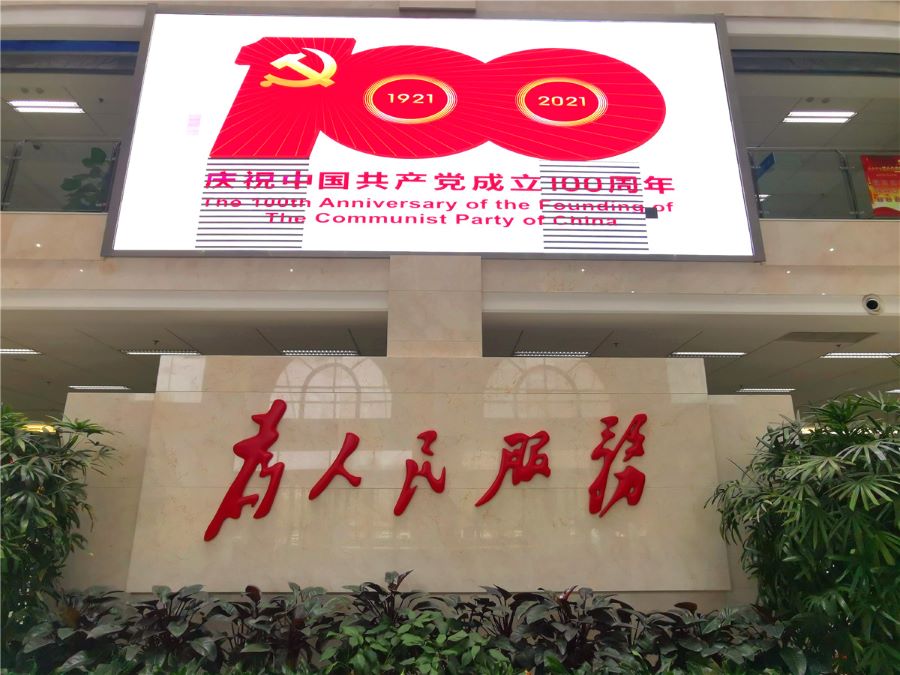 100
1921
2021
庆祝中国共产党成立100周年
The 100th Anniversary of the Founding of
The Communist Party of China
为人民服務